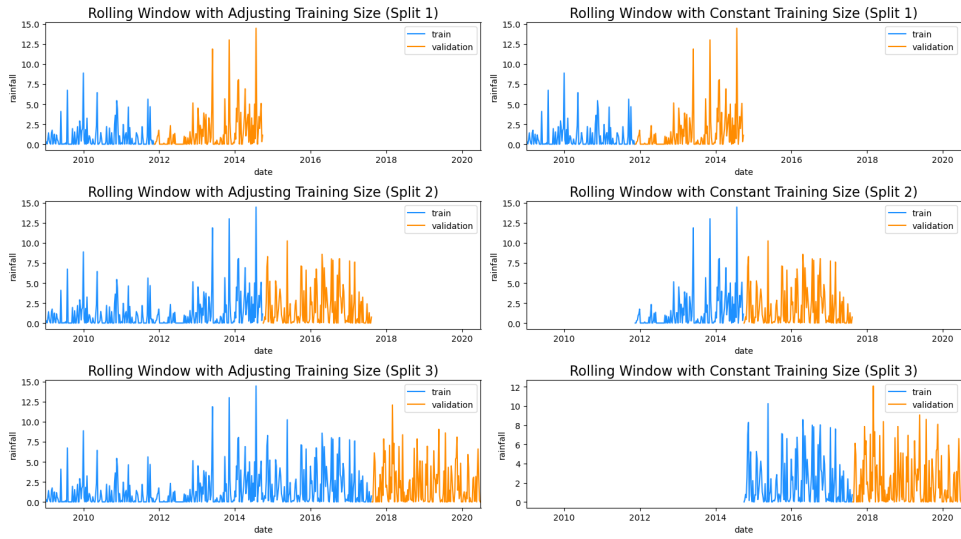 Rolling Window with Adjusting Training Size (Split 1)
15.0
12.5
10.0
7.5
5.0
2.5
0.0
rainfall
train
validation
2010 2012 2014 2016 2018 2020
date
Rolling Window with Constant Training Size (Split 1)
15.0
12.5
10.0
7.5
5.0
2.5
0.0
rainfall
train
validation
2010 2012 2014 2016 2018 2020
date
Rolling Window with Adjusting Training Size (Split 2)
15.0
12.5
10.0
7.5
5.0
2.5
0.0
rainfall
train
validation
2010 2012 2014 2016 2018 2020
date
Rolling Window with Constant Training Size (Split 2)
15.0
12.5
10.0
7.5
5.0
2.5
0.0
rainfall
train
validation
2010 2012 2014 2016 2018 2020
date
Rolling Window with Adjusting Training Size (Split 3)
15.0
12.5
10.0
7.5
5.0
2.5
0.0
rainfall
train
validation
2010 2012 2014 2016 2018 2020
date
Rolling Window with Constant Training Size (Split 3)
12
10
8
6
4
2
0
rainfall
train
validation
2010 2012 2014 2016 2018 2020
date